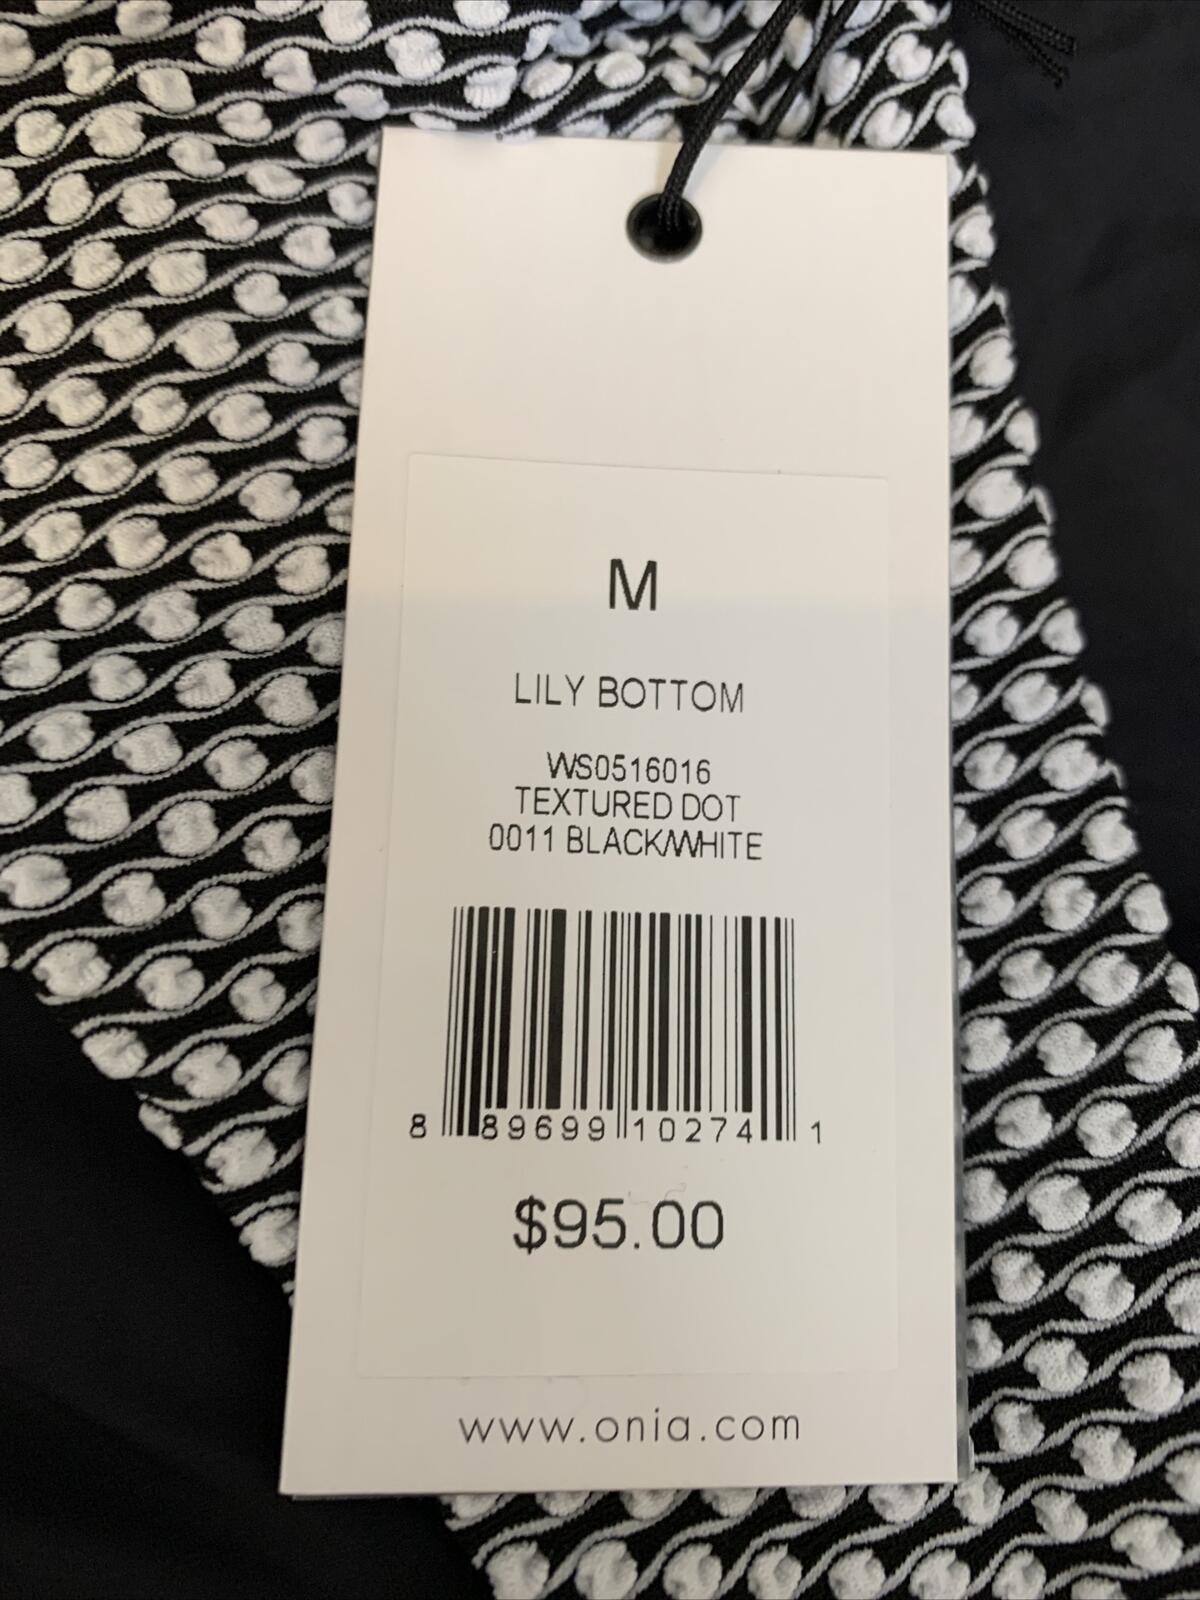 M
LILY BOTTOM
WS0516016
TEXTURED DOT
0011 BLACK/WHITE
8 89699 10274 1
$95.00
www.onia.com